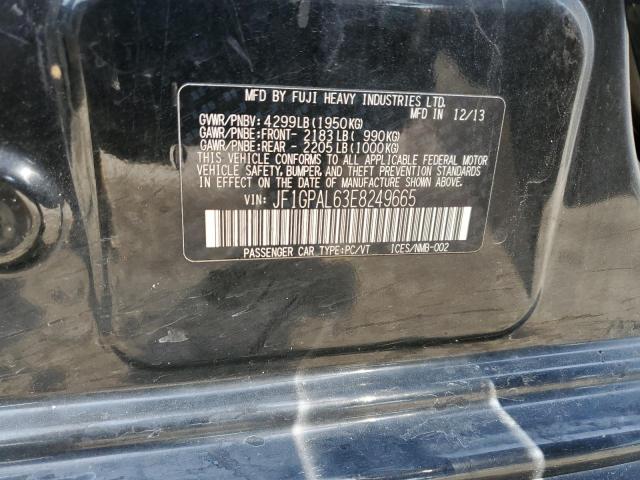 MFD BY FUJI HEAVY INDUSTRIES LTD.
MFD IN 12/13
GVWR/PNBV: 4299LB(1950KG)
GAWR/PNBE:FRONT- 2183LB( 990KG)
GAWR/PNBE:REAR - 2205LB(1000KG)
THIS VEHICLE CONFORMS TO ALL APPLICABLE FEDERAL MOTOR
VEHICLE SAFETY, BUMPER, AND THEFT PREVENTION
STANDARDS IN EFFECT ON THE DATE OF MANUFACTURE
SHOWN ABOVE.
VIN: JF1GPAL63E8249665
PASSENGER CAR TYPE:PC/VT ICES/NMB-002